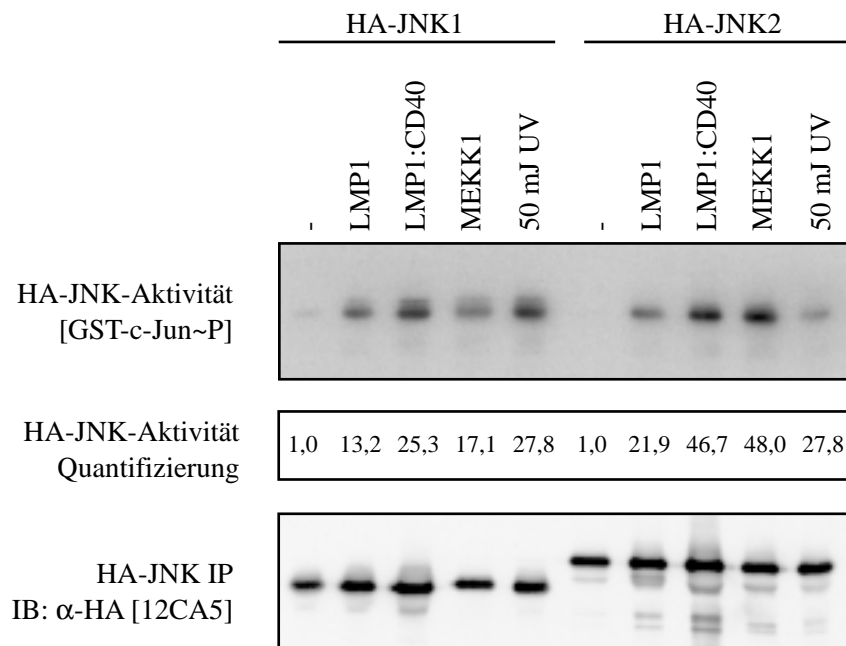 HA-JNK1 HA-JNK2
- LMP1 LMP1:CD40 MEKK1 50 mJ UV - LMP1 LMP1:CD40 MEKK1 50 mJ UV
HA-JNK-Aktivität
[GST-c-Jun~P]
HA-JNK-Aktivität
Quantifizierung
1,0 13,2 25,3 17,1 27,8 1,0 21,9 46,7 48,0 27,8
HA-JNK IP
IB: α-HA [12CA5]